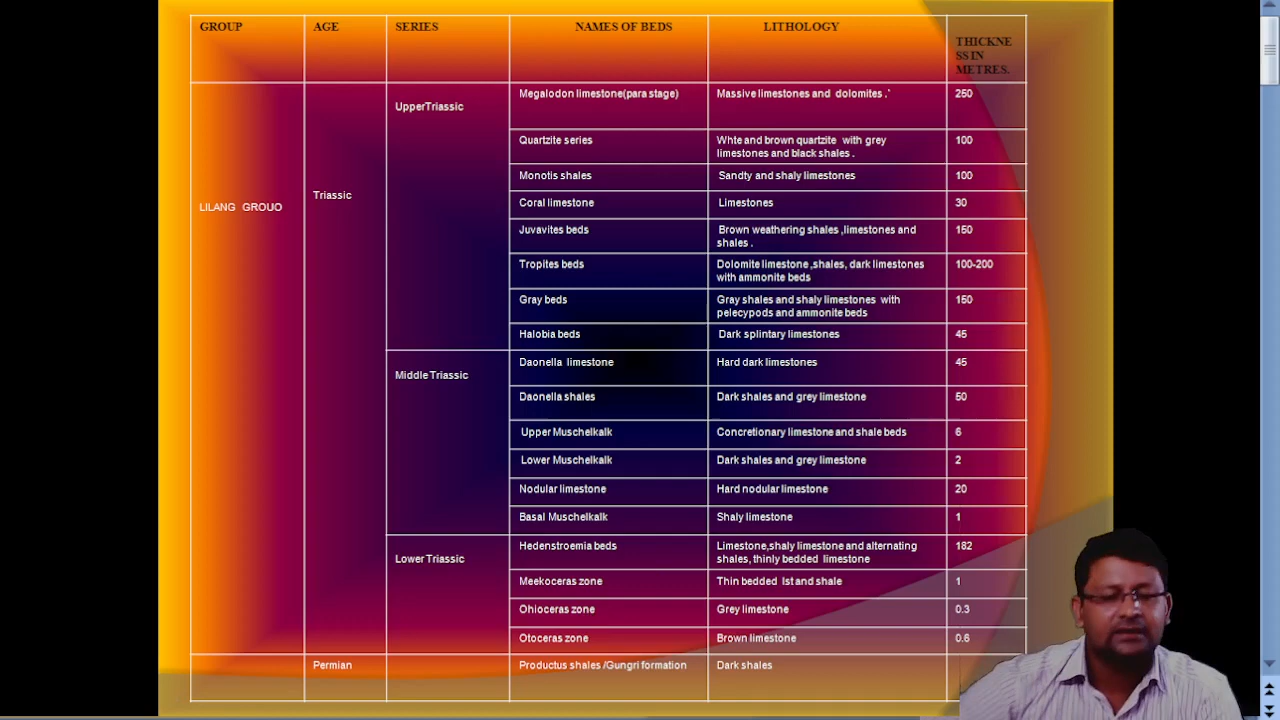 GROUP AGE SERIES NAMES OF BEDS LITHOLOGY
THICKNE
SS IN
METRES.
Megalodon limestone(para stage) Massive limestones and dolomites .' 250
UpperTriassic
Quartzite series Whte and brown quartzite with grey 100
limestones and black shales .
Monotis shales Sandty and shaly limestones 100
Triassic
Coral limestone Limestones 30
LILANG GROUO
Juvavites beds Brown weathering shales ,limestones and 150
shales .
Tropites beds Dolomite limestone ,shales, dark limestones 100-200
with ammonite beds
Gray beds Gray shales and shaly limestones with 150
pelecypods and ammonite beds
Halobia beds Dark splintary limestones 45
Daonella limestone Hard dark limestones 45
Middle Triassic
Daonella shales Dark shales and grey limestone 50
Upper Muschelkalk Concretionary limestone and shale beds 6
Lower Muschelkalk Dark shales and grey limestone 2
Nodular limestone Hard nodular limestone 20
Basal Muschelkalk Shaly limestone 1
Hedenstroemia beds Limestone,shaly limestone and alternating 182
Lower Triassic shales, thinly bedded limestone
Meekoceras zone Thin bedded lst and shale 1
Ohioceras zone Grey limestone 0.3
Otoceras zone Brown limestone 0.6
Permian Productus shales /Gungri formation Dark shales